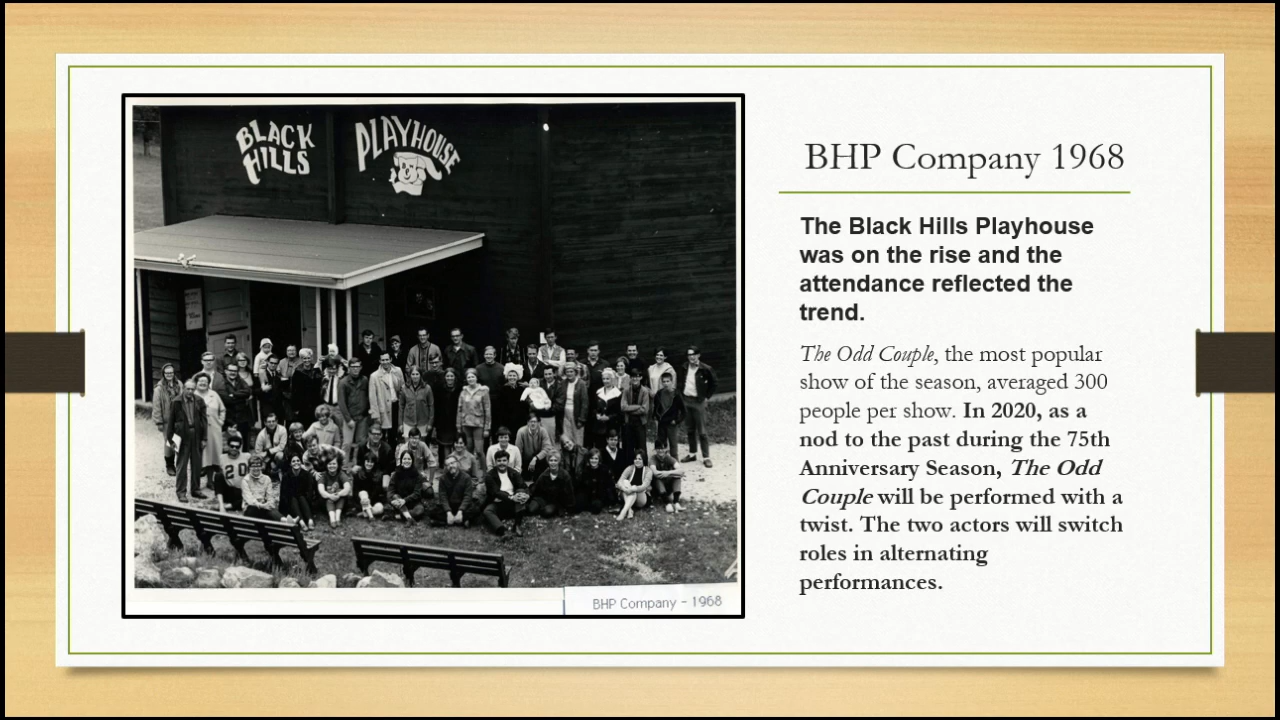 BLACK HILLS
PLAYHOUSE
BHP Company - 1968
BHP Company 1968
The Black Hills Playhouse
was on the rise and the
attendance reflected the
trend.
The Odd Couple, the most popular
show of the season, averaged 300
people per show. In 2020, as a
nod to the past during the 75th
Anniversary Season, The Odd
Couple will be performed with a
twist. The two actors will switch
roles in alternating
performances.